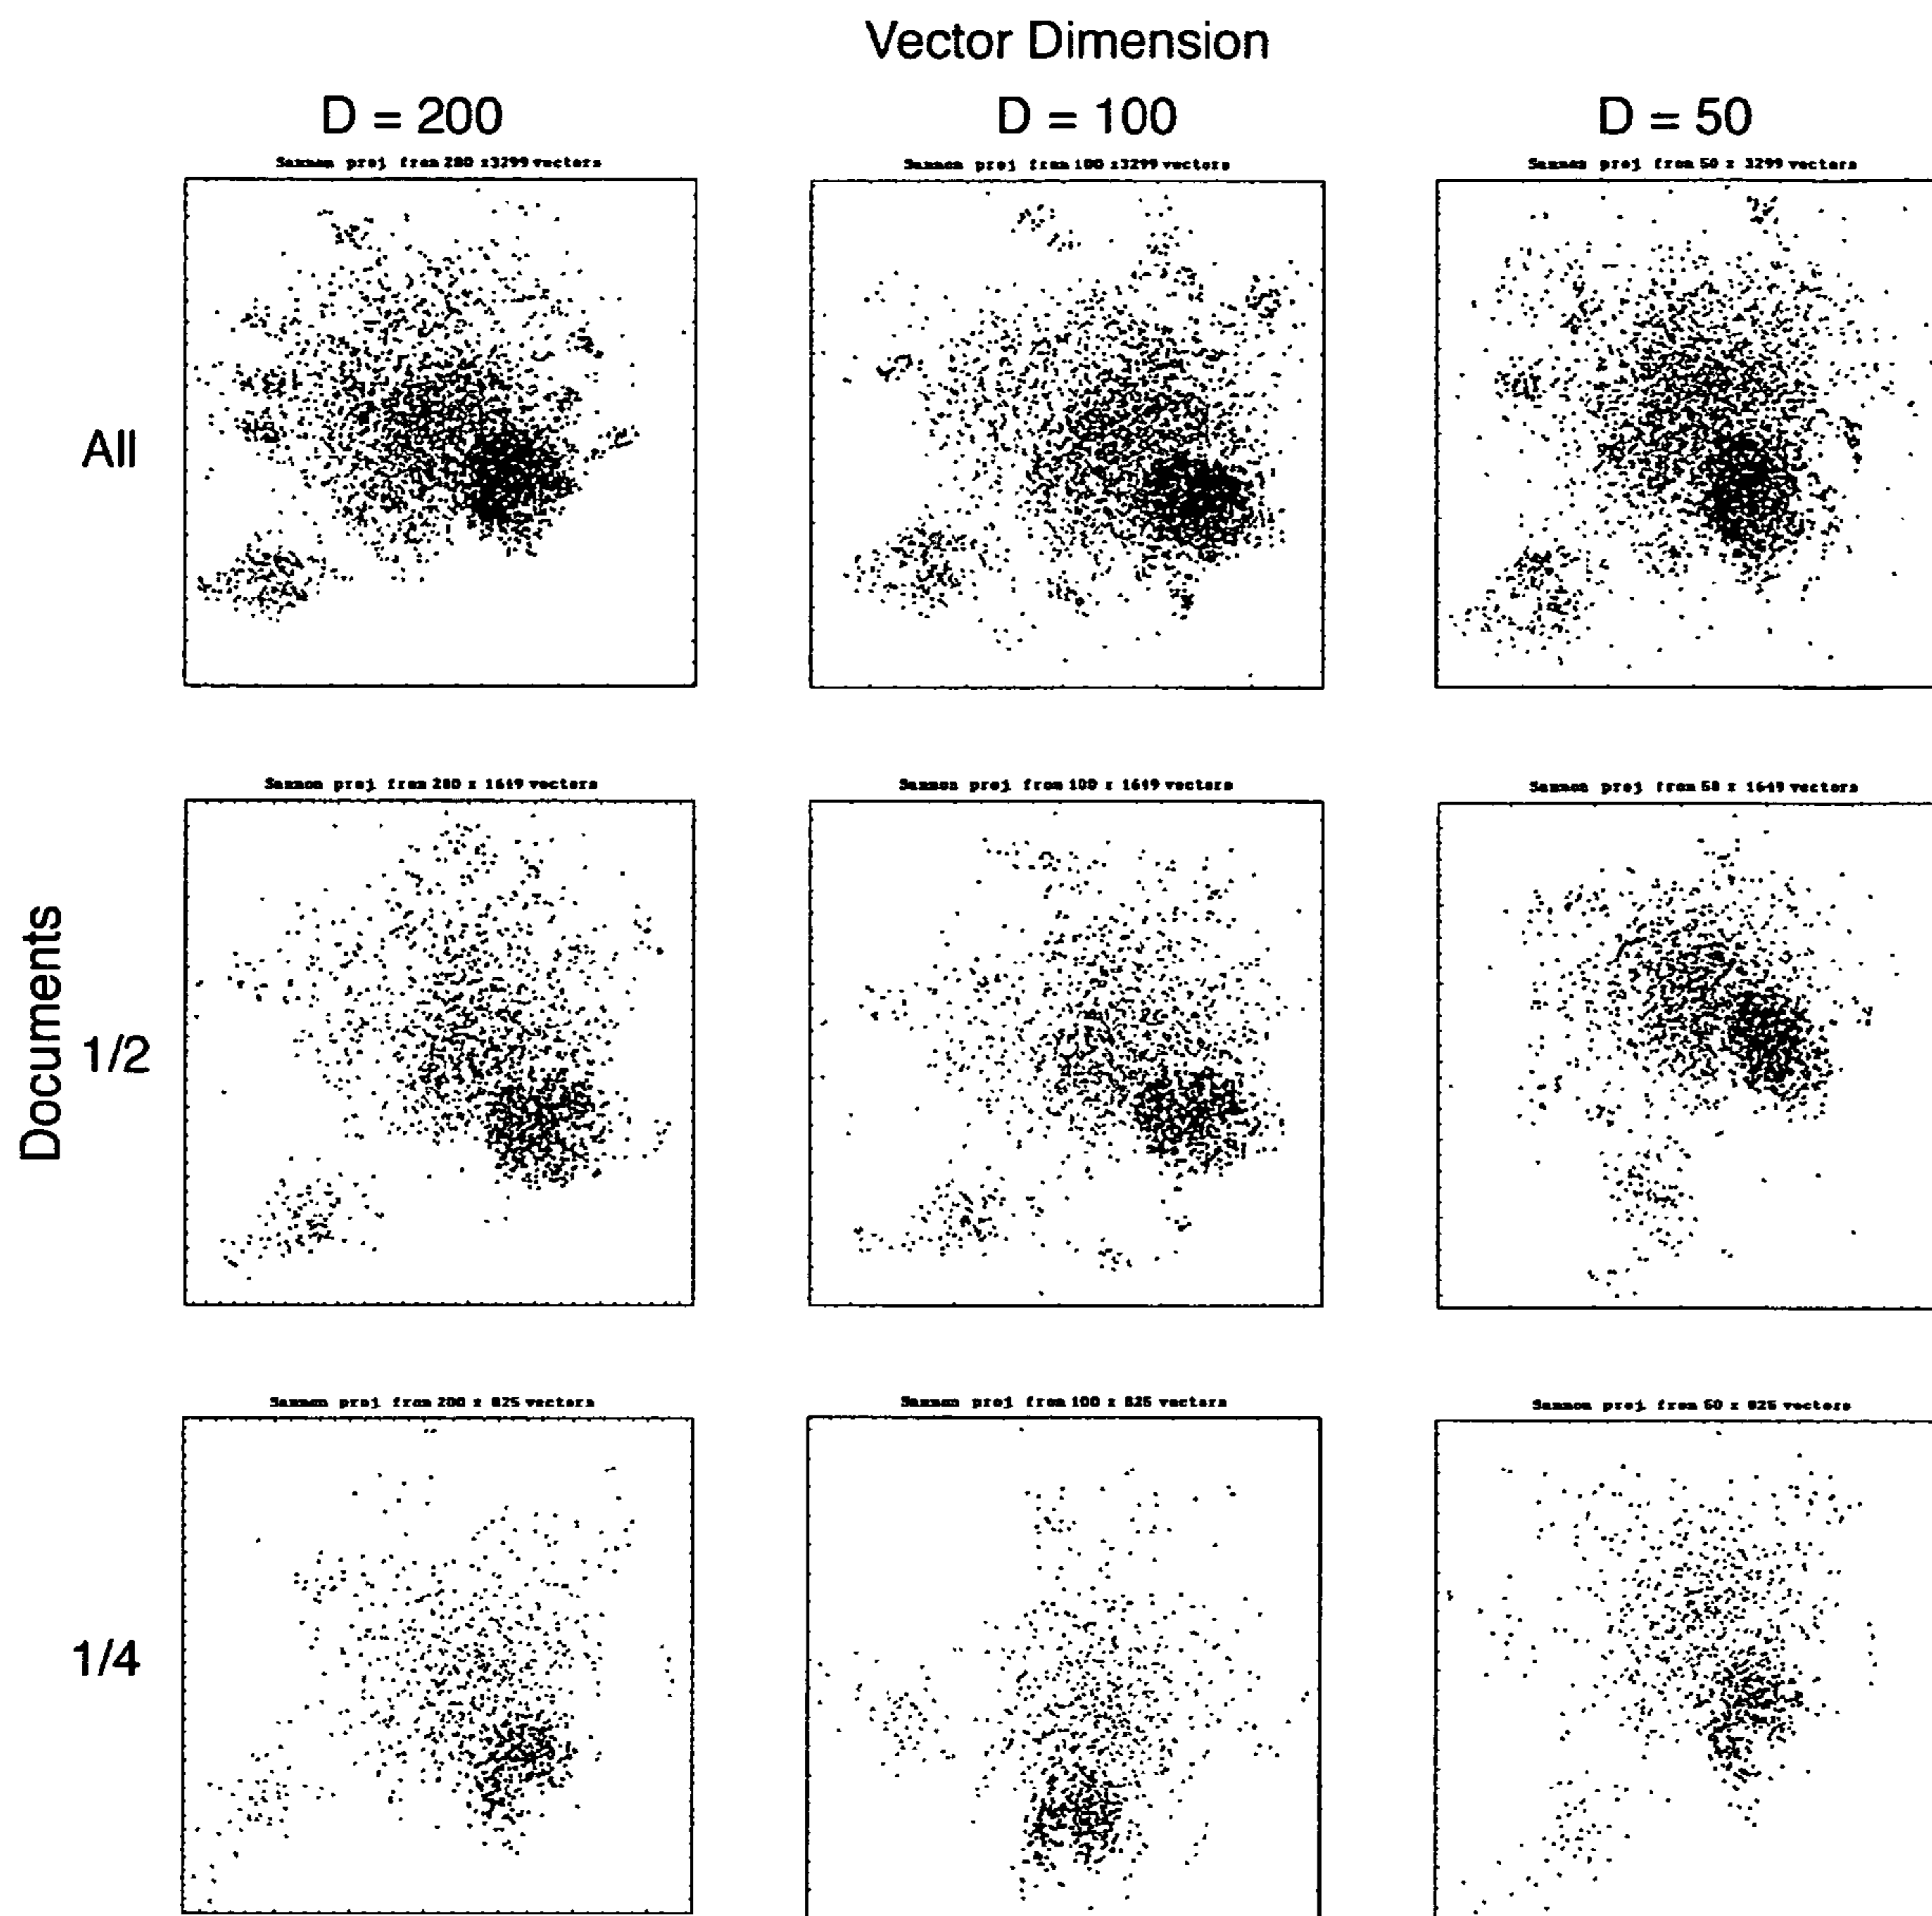 Vector Dimension
D = 200
D = 100
D = 50
Sammon proj from 200 x3299 vectors
Sammon proj from 100 x3299 vectors
Sammon proj from 50 x 3299 vectors
All
Sammon proj from 200 x 1649 vectors
Sammon proj from 100 x 1649 vectors
Sammon proj from 50 x 1649 vectors
Documents
1/2
Sammon proj from 200 x 825 vectors
Sammon proj from 100 x 825 vectors
Sammon proj from 50 x 825 vectors
1/4